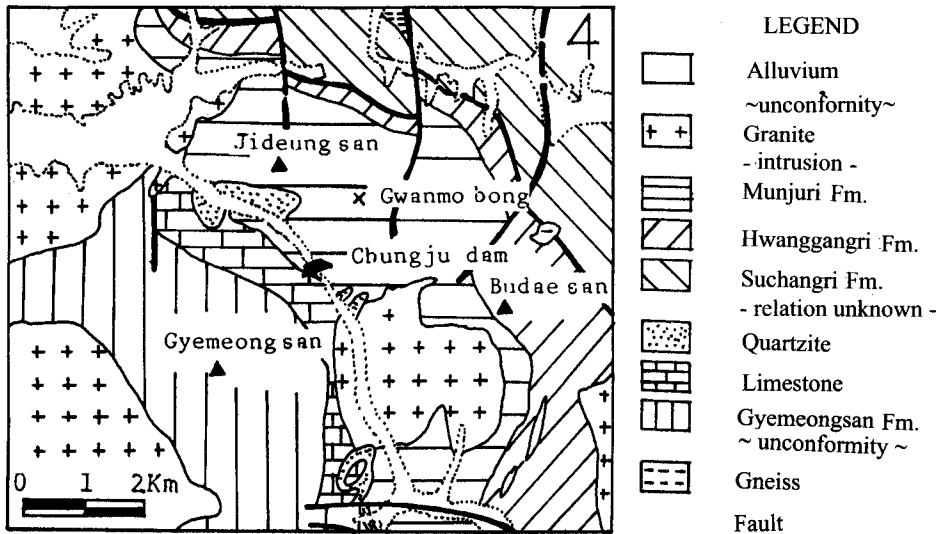 4
Jideung san
Gwanmo bong
Chungju dam
Budae san
Gyemeong san
0 1 2Km
LEGEND
Alluvium
~unconfornity~
Granite
- intrusion -
Munjuri Fm.
Hwanggangri Fm.
Suchangri Fm.
- relation unknown -
Quartzite
Limestone
Gyemeongsan Fm.
~ unconformity ~
Gneiss
Fault